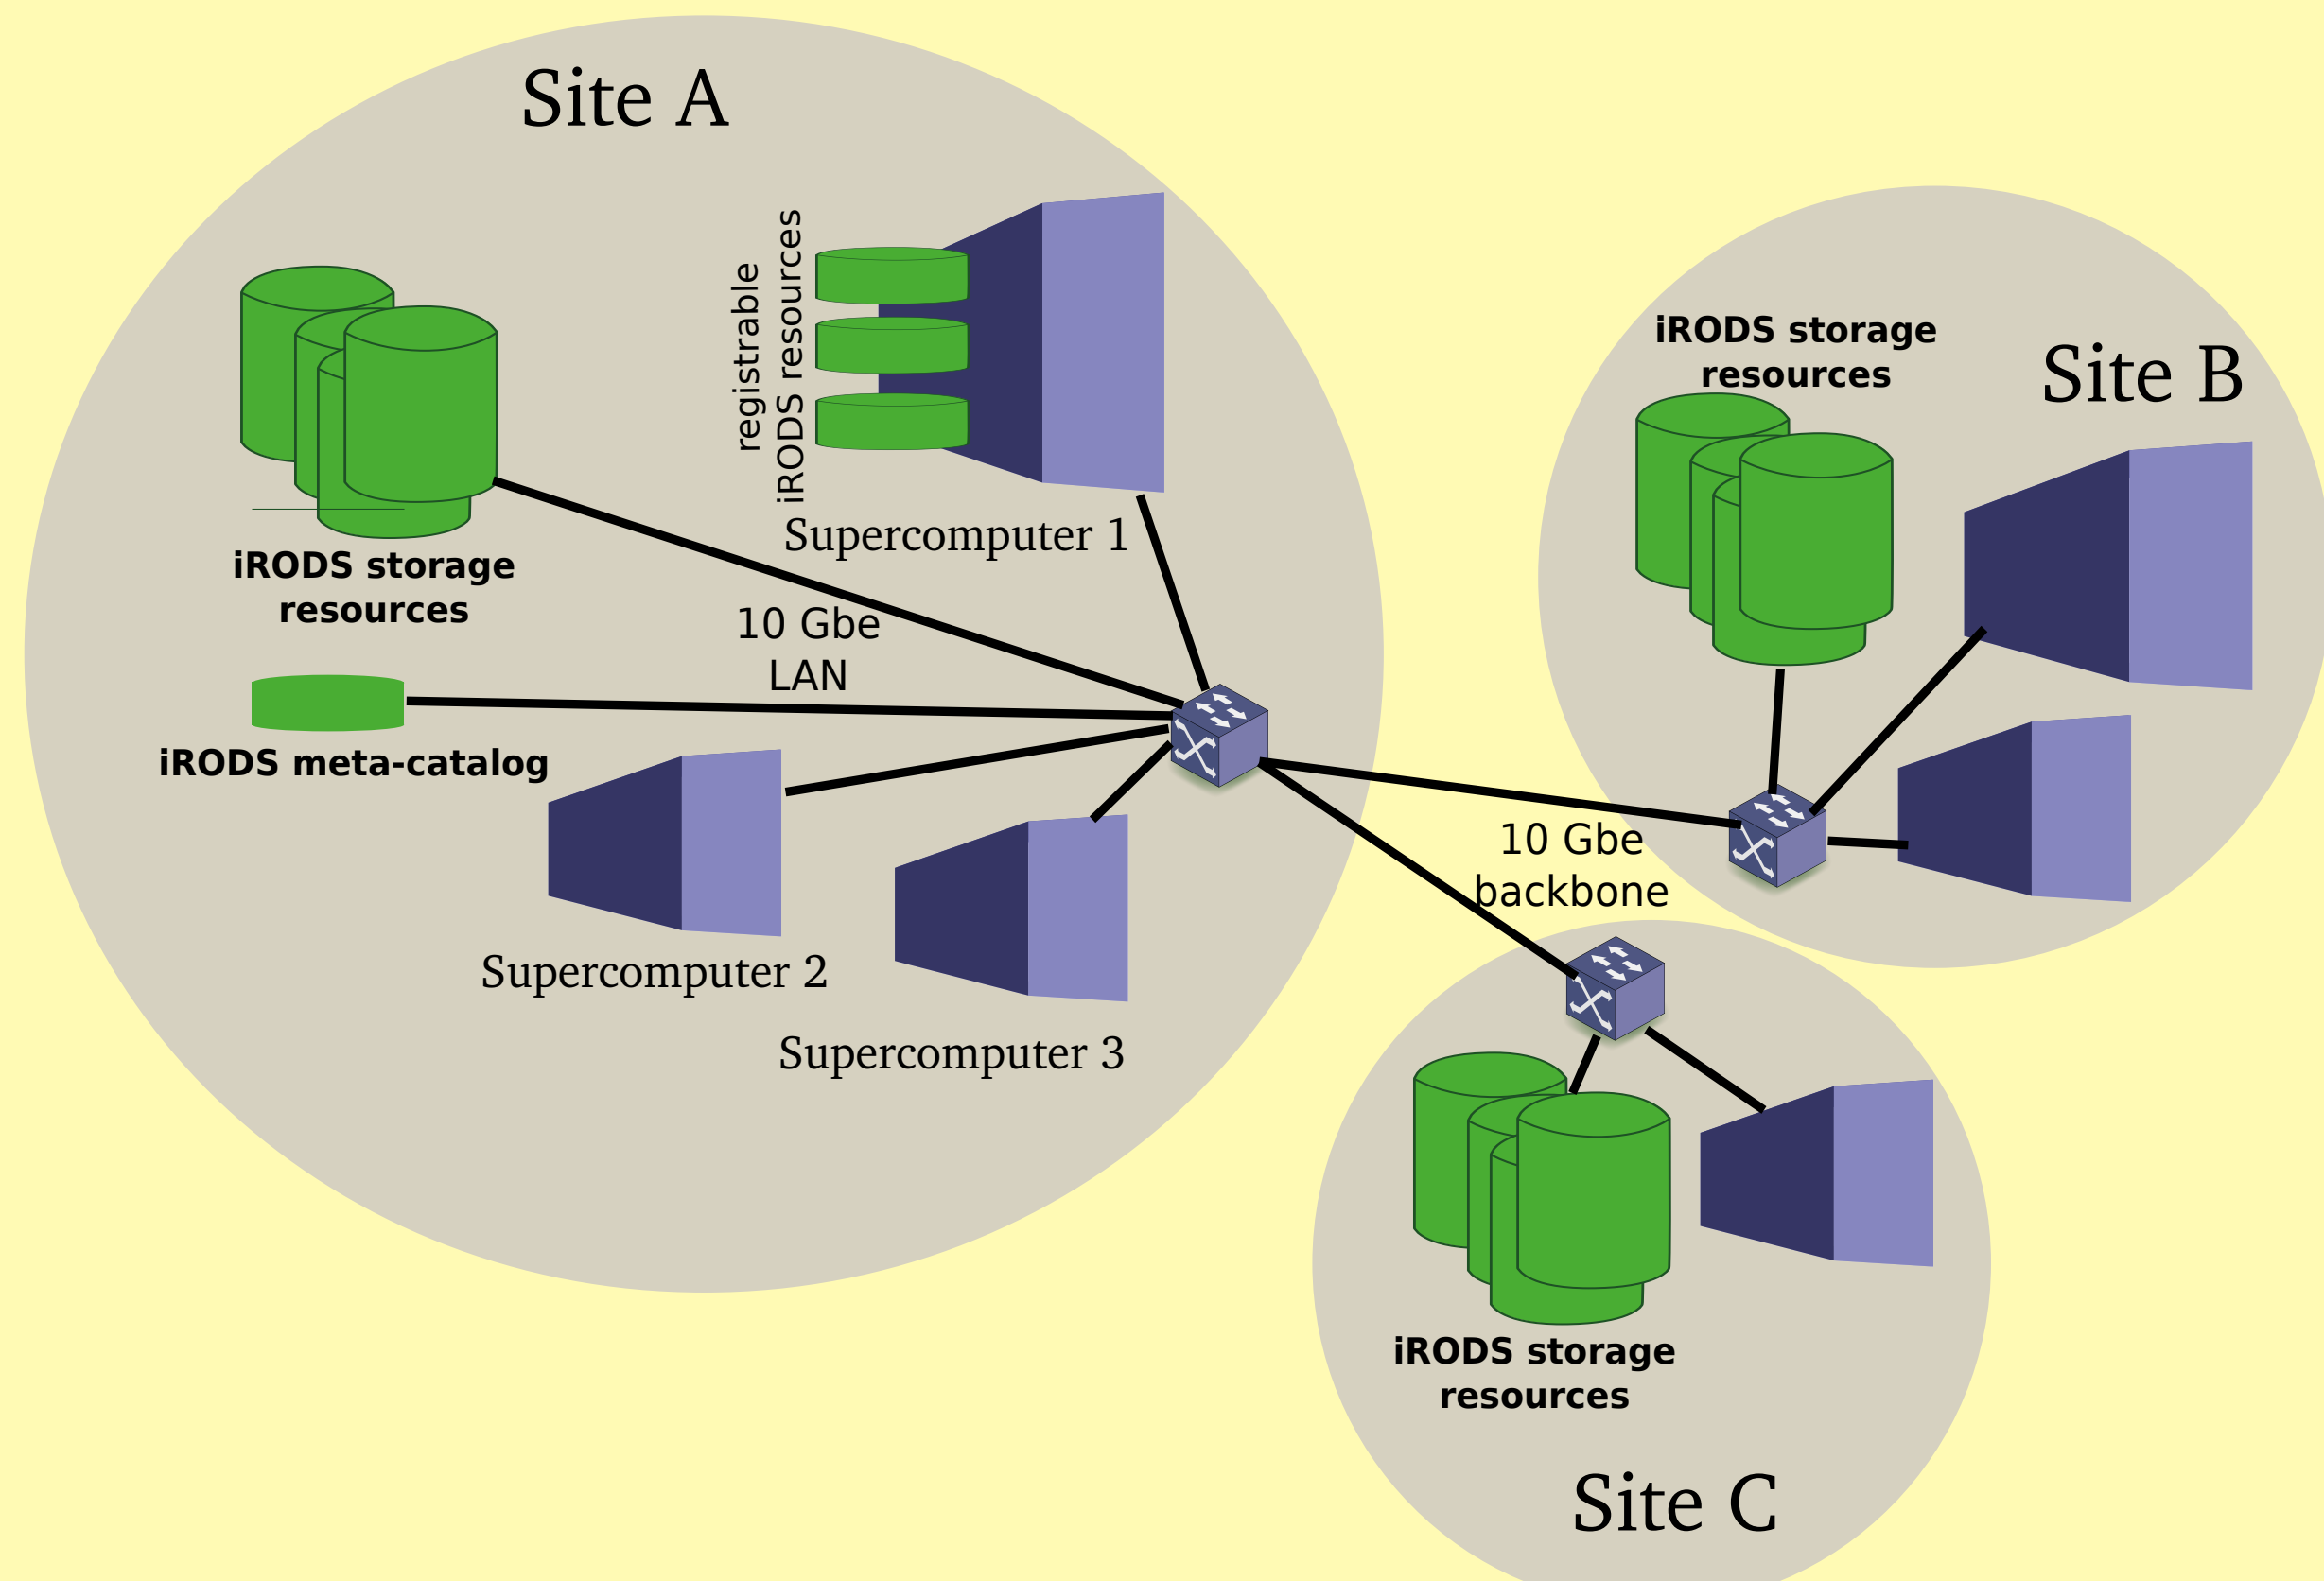 Site A
registrable
iRODS resources
Supercomputer 1
iRODS storage
resources
10 Gbe
LAN
iRODS meta-catalog
Supercomputer 2
Supercomputer 3
iRODS storage
resources
Site B
10 Gbe
backbone
iRODS storage
resources
Site C